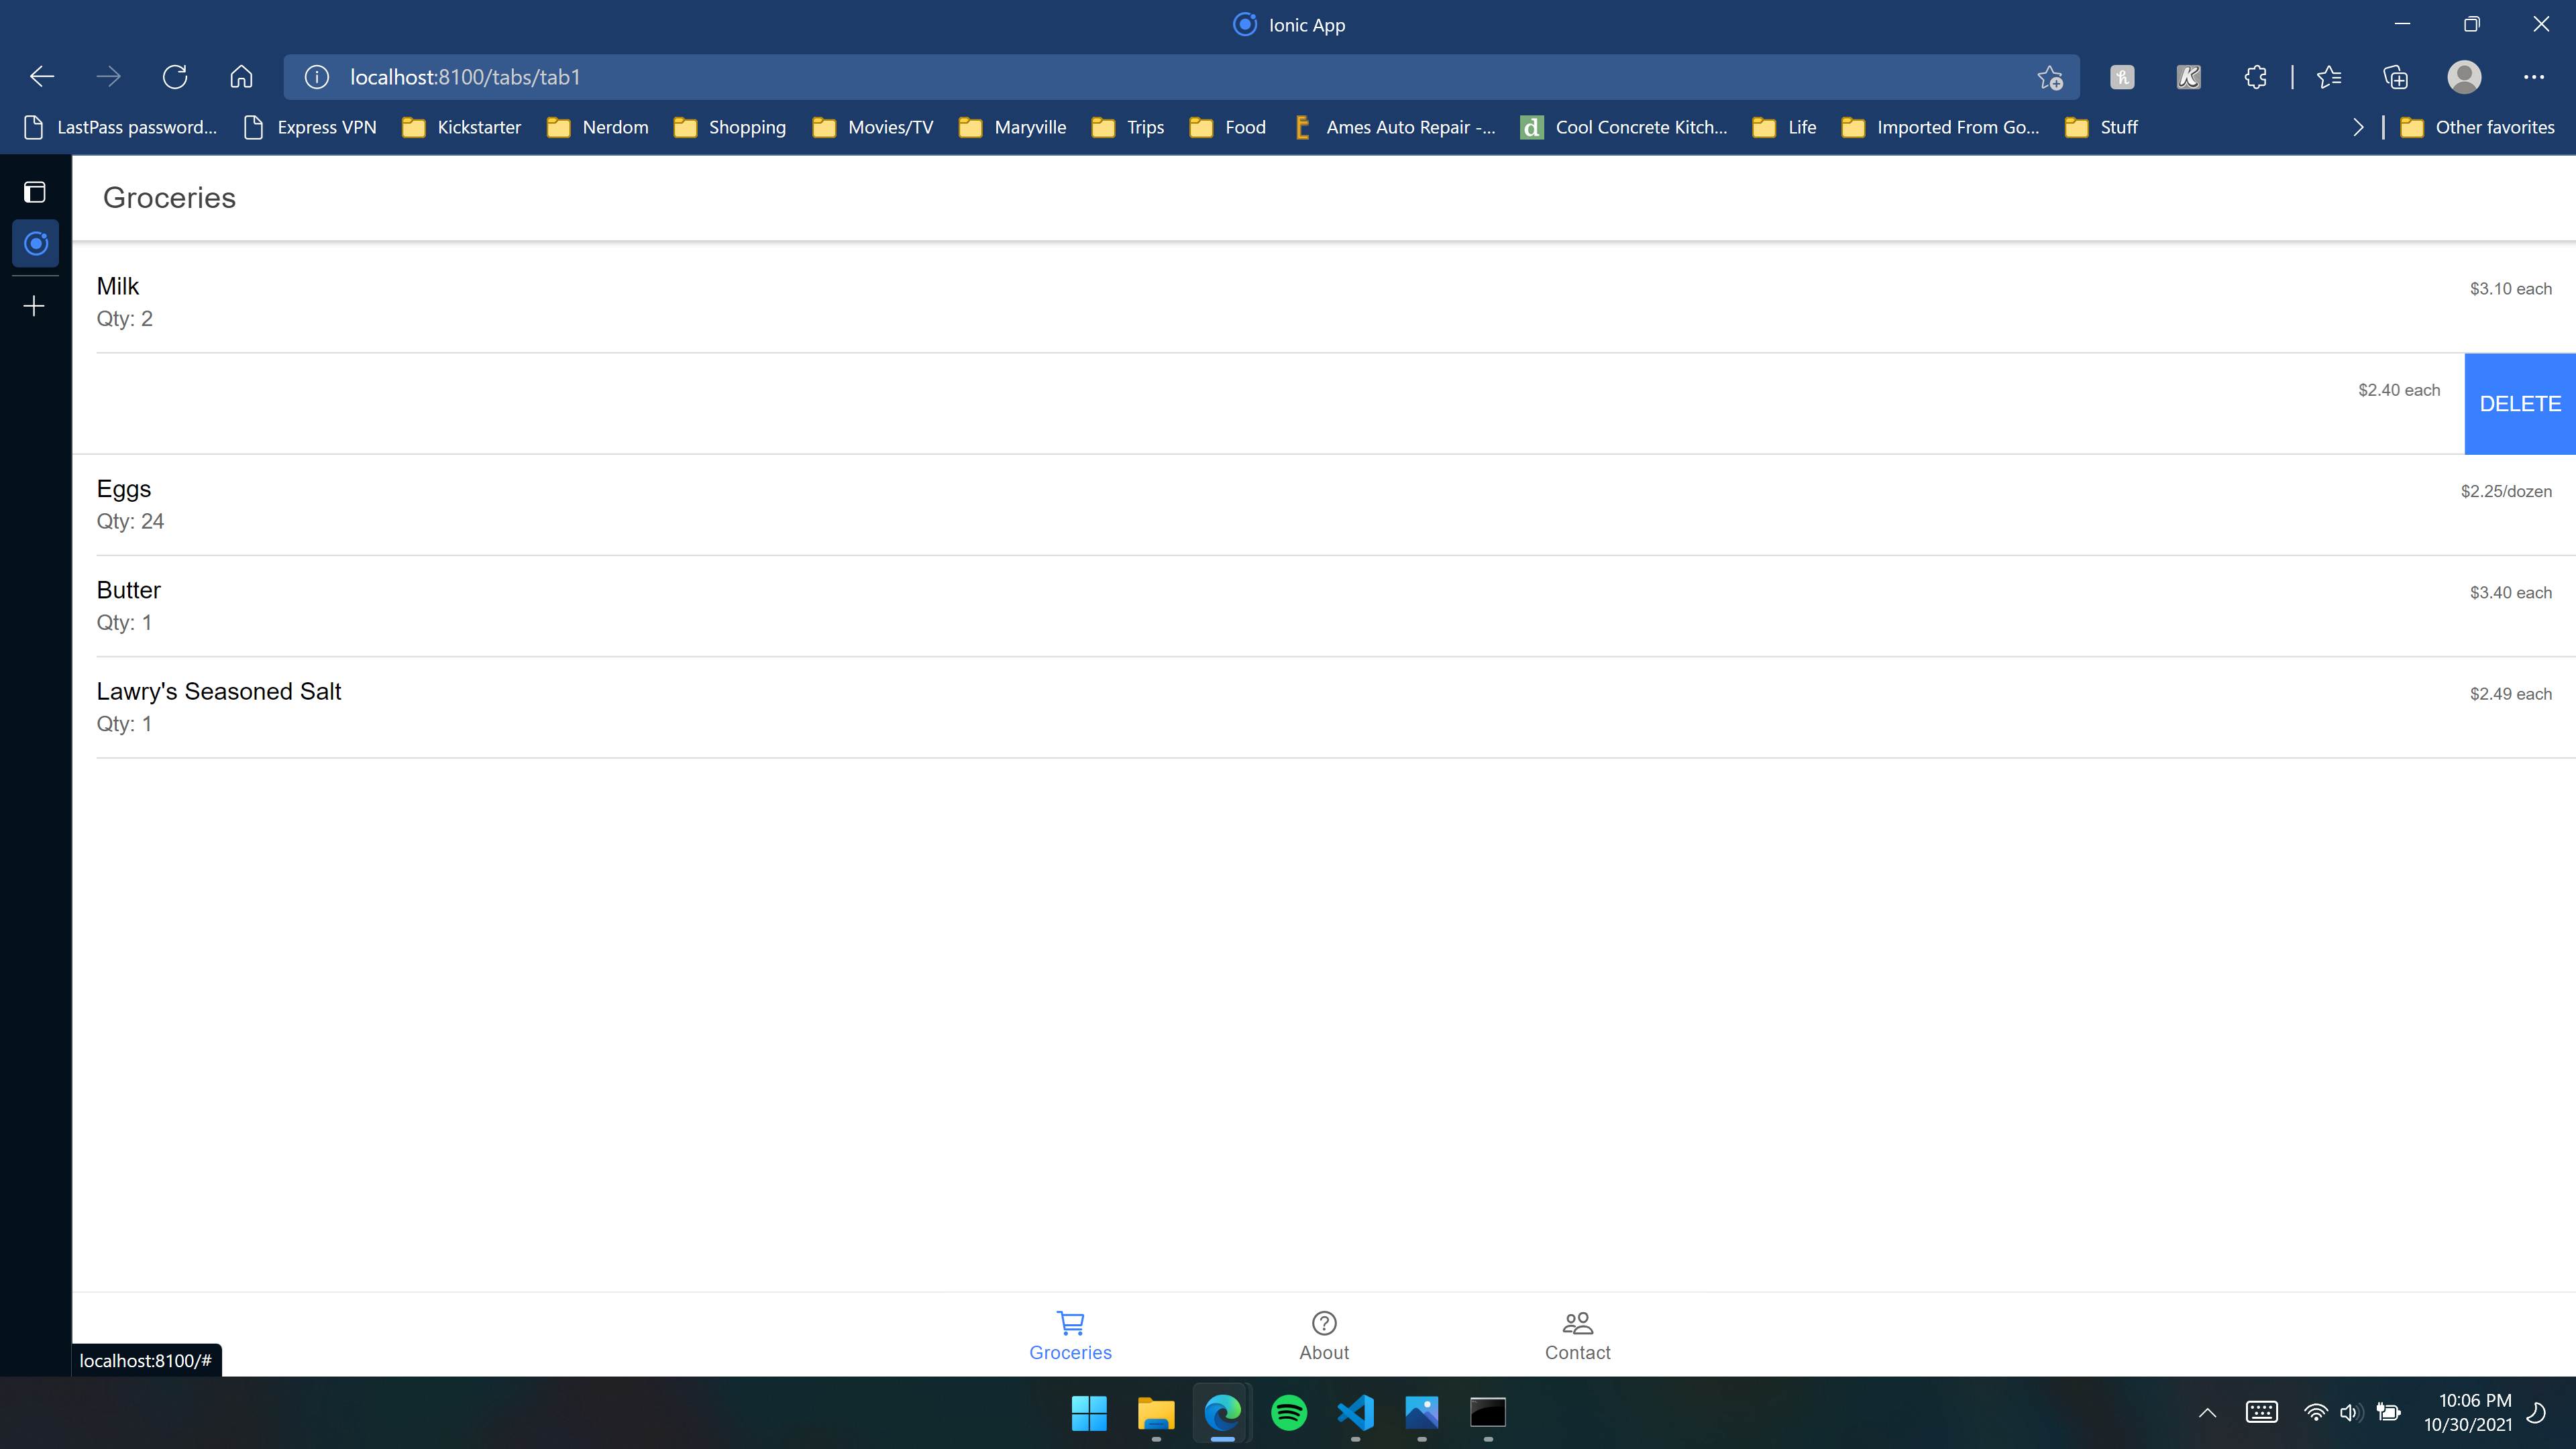 Ionic App
localhost:8100/tabs/tab1
LastPass password... Express VPN Kickstarter Nerdom Shopping Movies/TV Maryville Trips Food Ames Auto Repair -... Cool Concrete Kitch... Life Imported From Go... Stuff Other favorites
Groceries
Milk $3.10 each
Qty: 2
$2.40 each DELETE
Eggs $2.25/dozen
Qty: 24
Butter $3.40 each
Qty: 1
Lawry's Seasoned Salt $2.49 each
Qty: 1
Groceries About Contact
localhost:8100/#
10:06 PM
10/30/2021